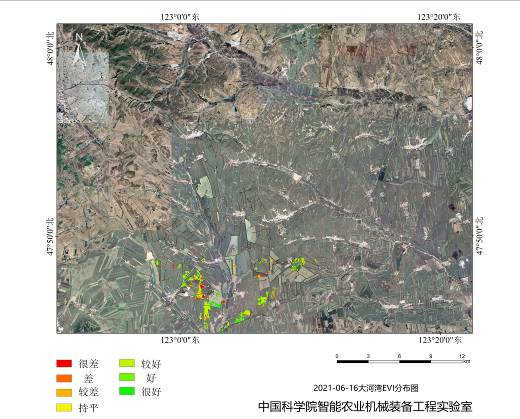 123°0'0"东 123°20'0"东
N
48°0'0"北 48°0'0"北
47°50'0"北 47°50'0"北
123°0'0"东 123°20'0"东
很差 较好
差 好
较差 很好
持平
0 3 6 9 12
km
2021-06-16大河湾EVI分布图
中国科学院智能农业机械装备工程实验室